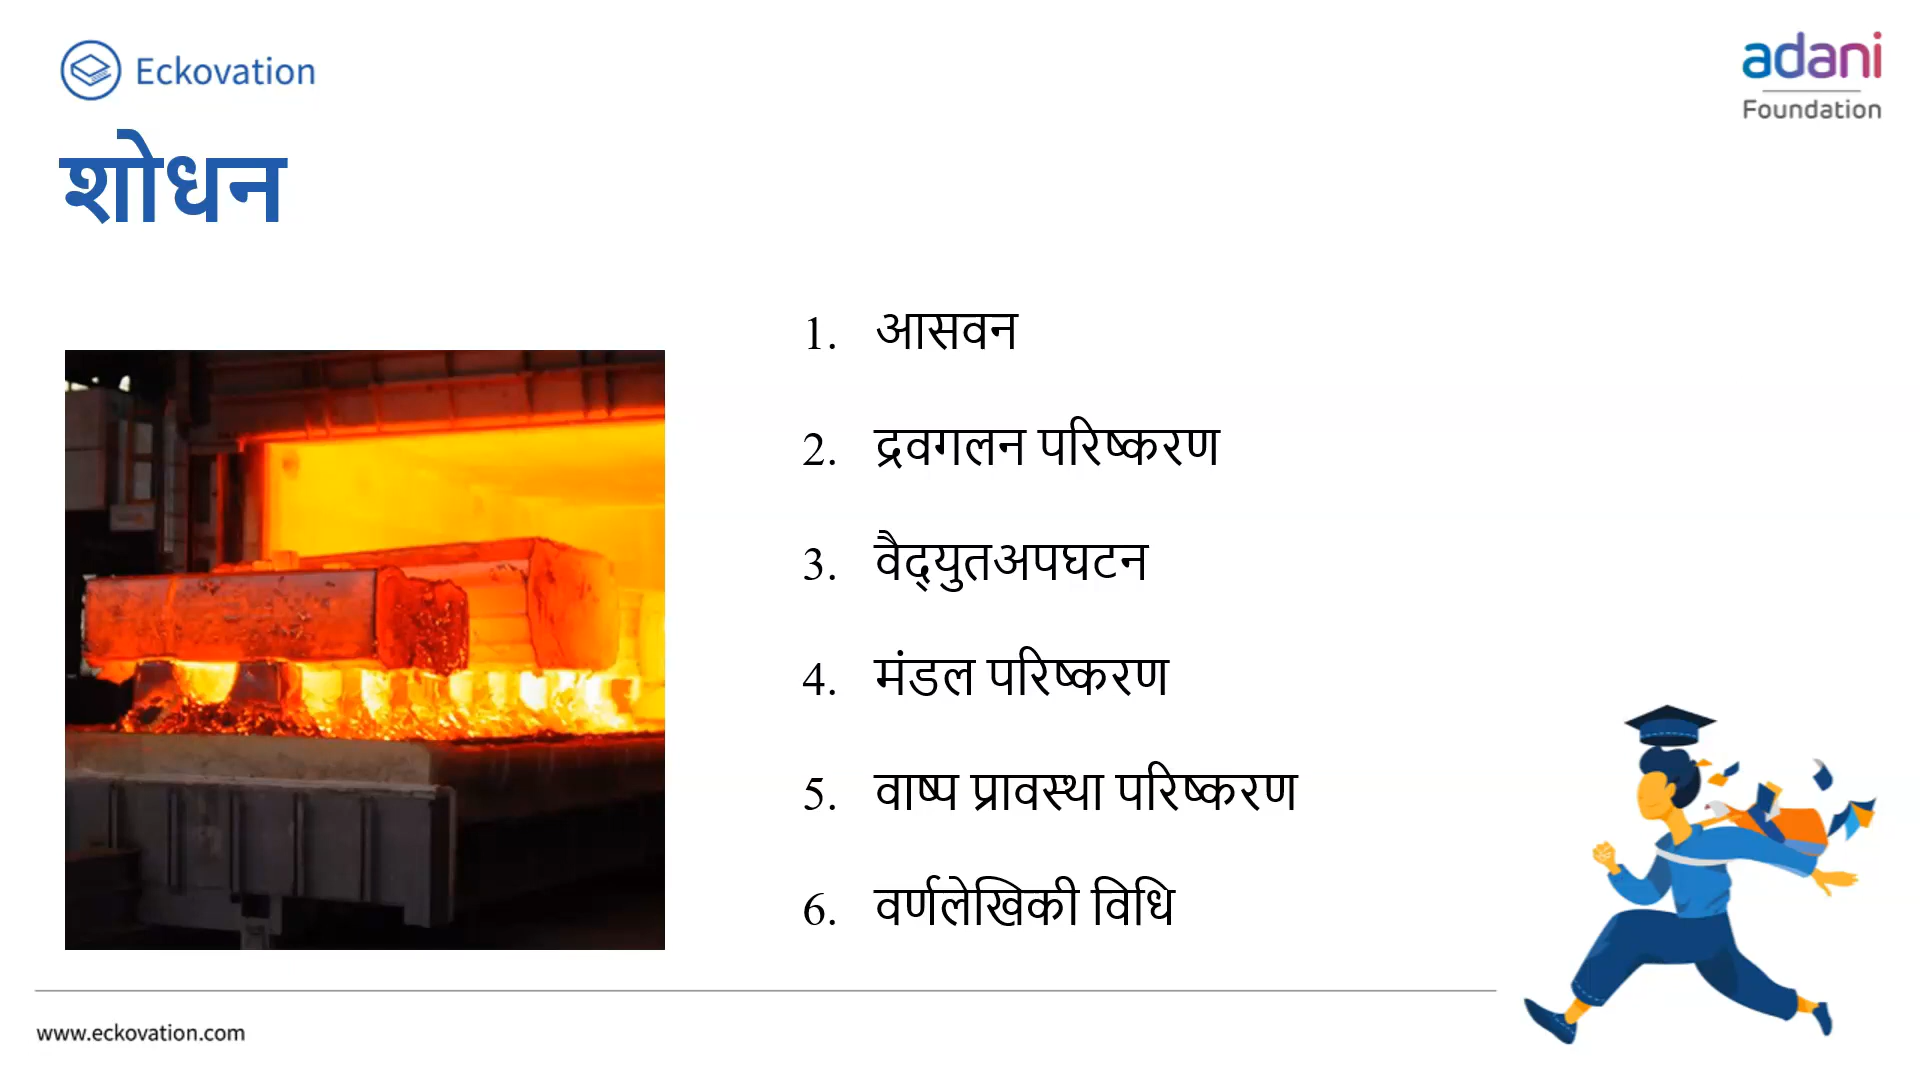 Eckovation
adani
Foundation
शोधन
1. आसवन
2. द्रवगलन परिष्करण
3. वैद्युतअपघटन
4. मंडल परिष्करण
5. वाष्प प्रावस्था परिष्करण
6. वर्णलेखिकी विधि
www.eckovation.com